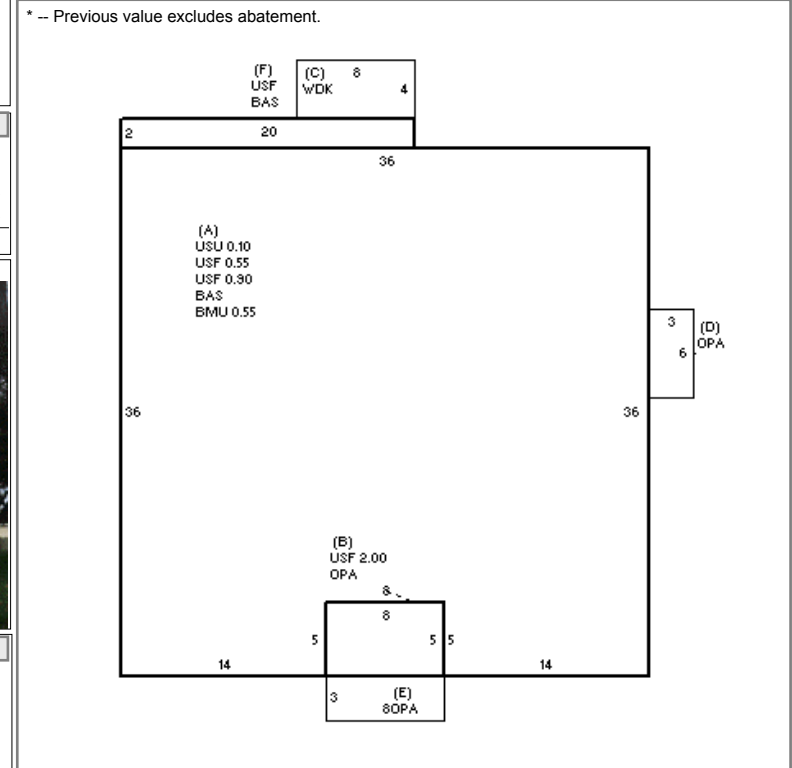 * -- Previous value excludes abatement.
(F)
USF
BAS
(C) 8
WDK 4
2 20
36
(A)
USU 0.10
USF 0.55
USF 0.90
BAS
BMU 0.55
3 (D)
6 OPA
36 36
(B)
USF 2.00
OPA
8
8
5 5 5
14 14
3 (E)
8OPA